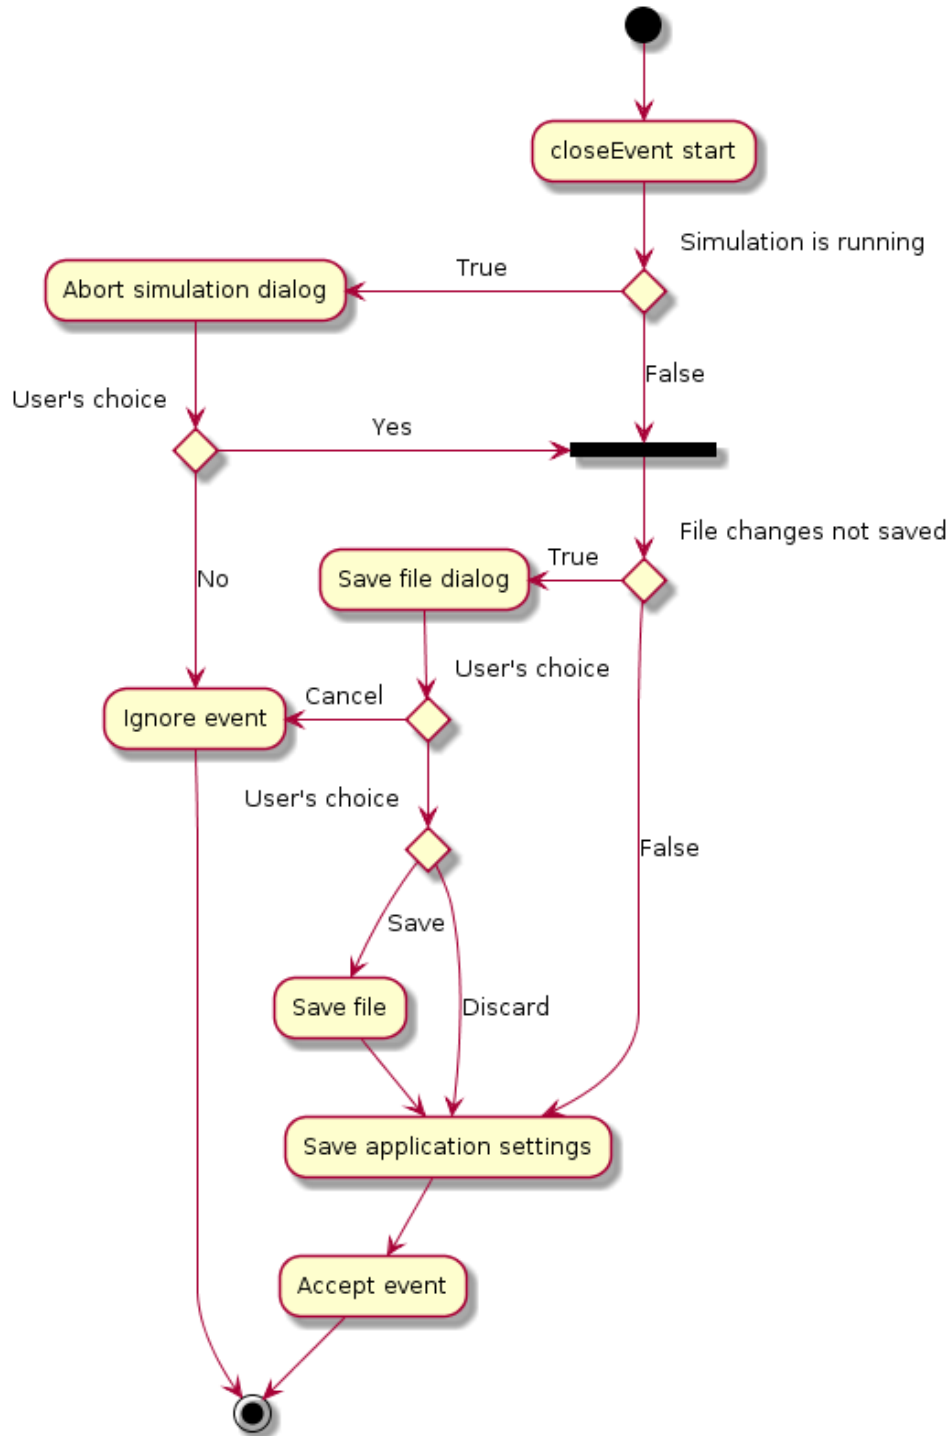 closeEvent start
Simulation is running
True
Abort simulation dialog
False
User's choice
Yes
File changes not saved
True
Save file dialog
No
User's choice
Cancel
Ignore event
User's choice
False
Save
Save file
Discard
Save application settings
Accept event